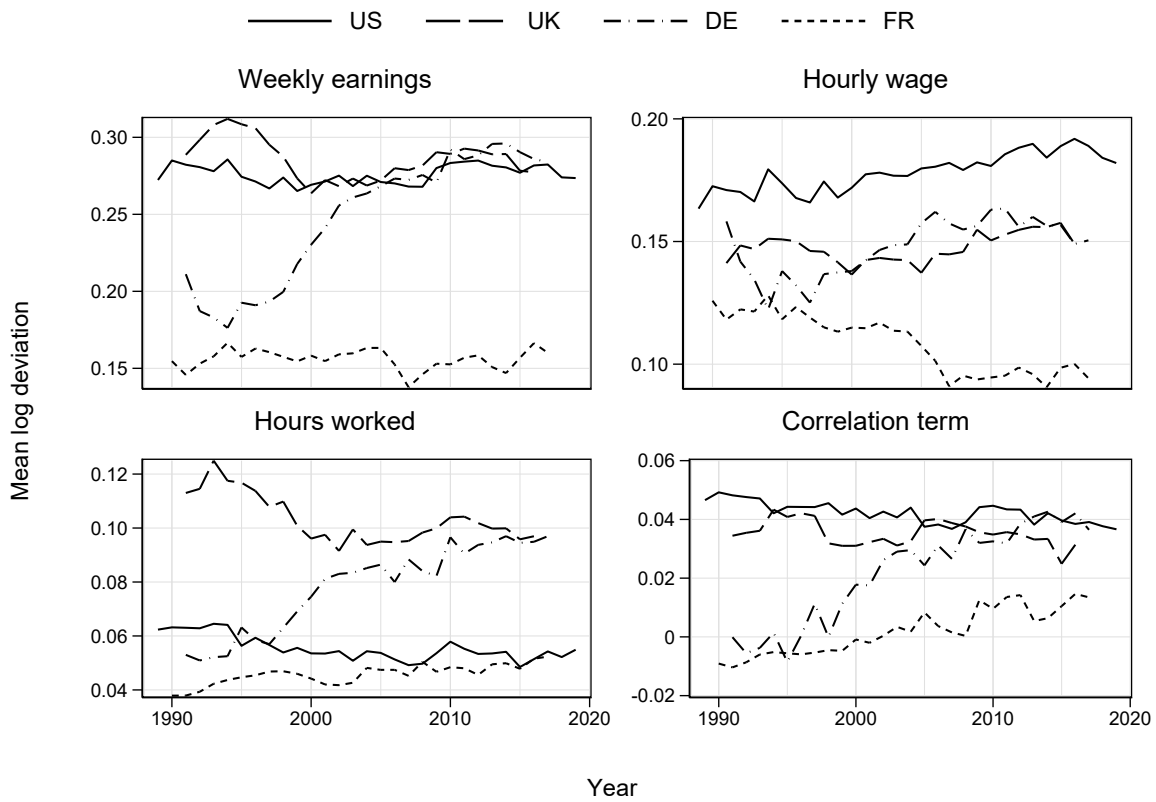 US UK DE FR
Weekly earnings
Hourly wage
0.30
0.25
0.20
0.15
0.20
0.15
0.10
Mean log deviation
Hours worked
Correlation term
0.12
0.10
0.08
0.06
0.04
0.06
0.04
0.02
0
-0.02
1990 2000 2010 2020
1990 2000 2010 2020
Year